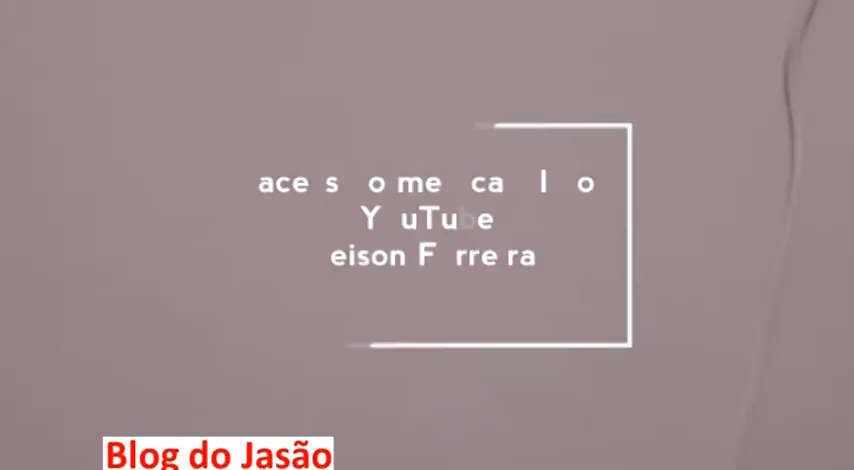 ace s o me ca l o
Y uTube
eison F rre ra
Blog do Jasão